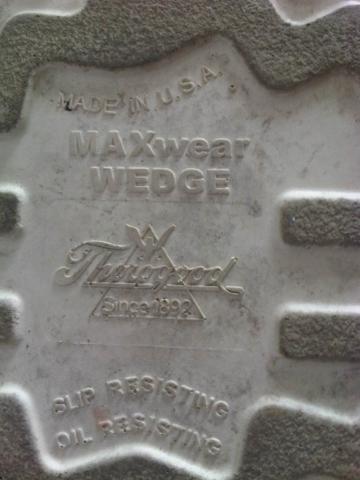 MADE IN U.S.A.
MAXwear
WEDGE
Thorogood
Since 1892
SLIP RESISTING
OIL RESISTING